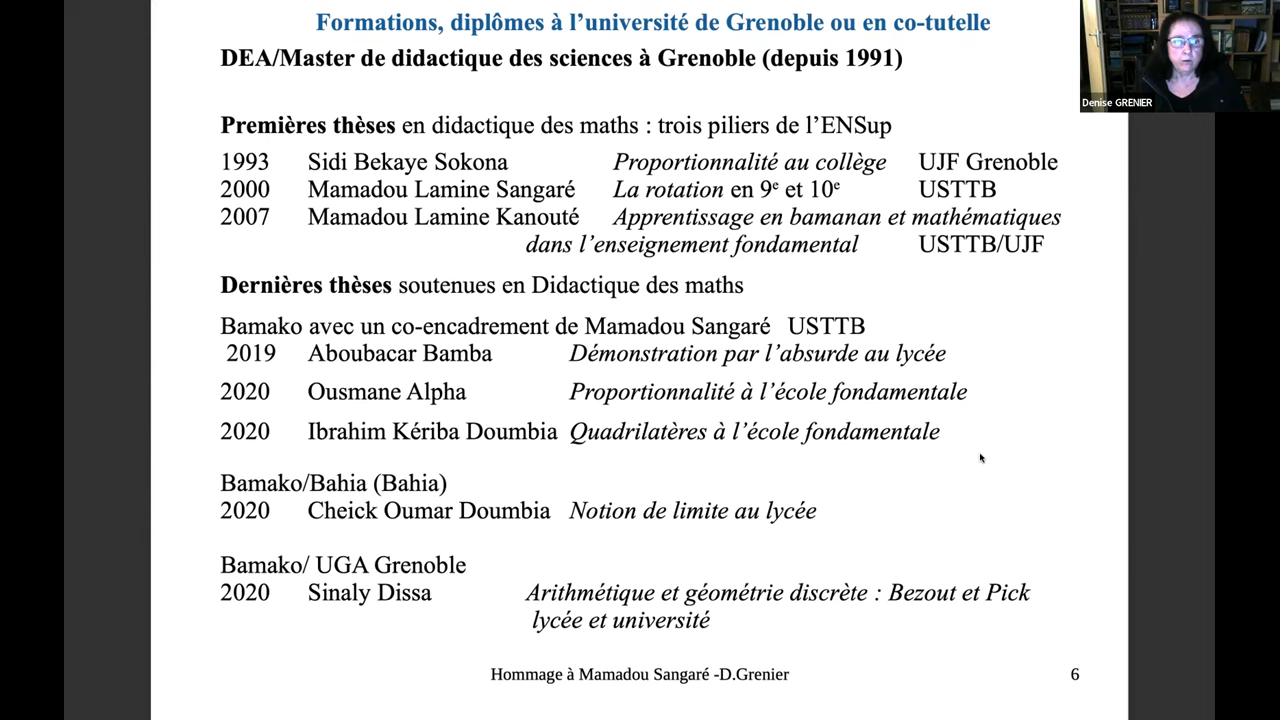 Formations, diplômes à l’université de Grenoble ou en co-tutelle
DEA/Master de didactique des sciences à Grenoble (depuis 1991)
Denise GRENIER
Premières thèses en didactique des maths : trois piliers de l’ENSup
1993 Sidi Bekaye Sokona Proportionnalité au collège UJF Grenoble
2000 Mamadou Lamine Sangaré La rotation en 9e et 10e USTTB
2007 Mamadou Lamine Kanouté Apprentissage en bamanan et mathématiques
dans l’enseignement fondamental USTTB/UJF
Dernières thèses soutenues en Didactique des maths
Bamako avec un co-encadrement de Mamadou Sangaré USTTB
2019 Aboubacar Bamba Démonstration par l’absurde au lycée
2020 Ousmane Alpha Proportionnalité à l’école fondamentale
2020 Ibrahim Kériba Doumbia Quadrilatères à l’école fondamentale
Bamako/Bahia (Bahia)
2020 Cheick Oumar Doumbia Notion de limite au lycée
Bamako/ UGA Grenoble
2020 Sinaly Dissa Arithmétique et géométrie discrète : Bezout et Pick
lycée et université
Hommage à Mamadou Sangaré -D.Grenier 6